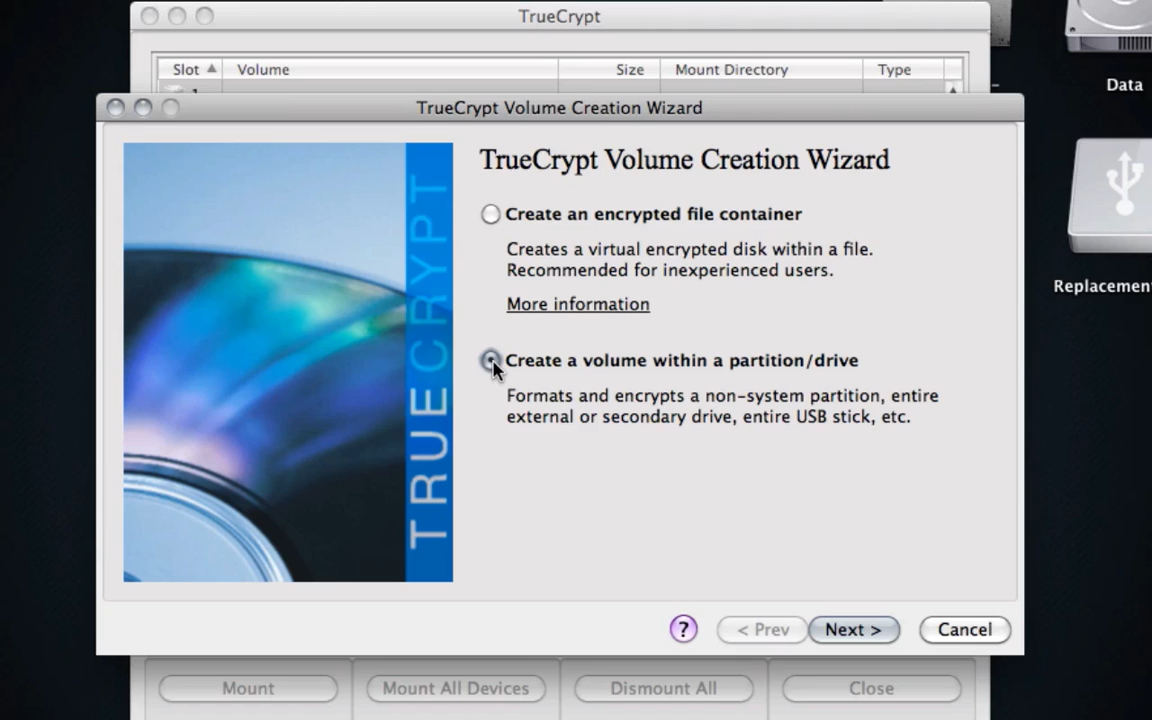 TrueCrypt
Slot Volume Size Mount Directory Type
1
Data
TrueCrypt Volume Creation Wizard
TRUECRYPT
TrueCrypt Volume Creation Wizard
Create an encrypted file container
Creates a virtual encrypted disk within a file.
Recommended for inexperienced users.
More information
Create a volume within a partition/drive
Formats and encrypts a non-system partition, entire
external or secondary drive, entire USB stick, etc.
Replacemen
? < Prev Next > Cancel
Mount Mount All Devices Dismount All Close